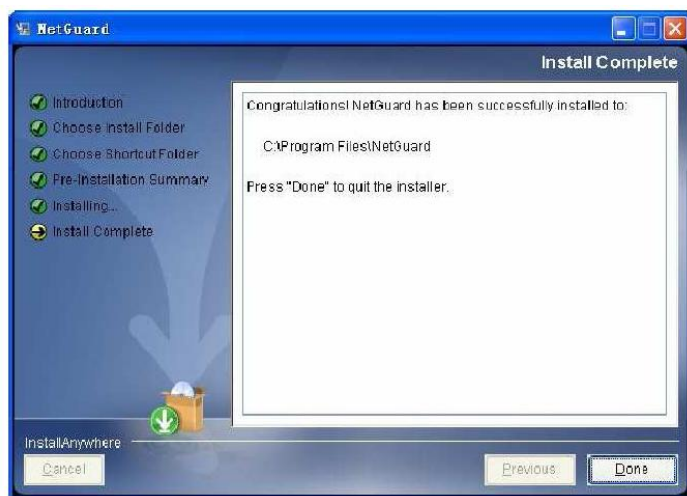 NetGuard
Install Complete
Introduction
Choose Install Folder
Choose Shortcut Folder
Pre-Installation Summary
Installing...
Install Complete
Congratulations! NetGuard has been successfully installed to:
C:\Program Files\NetGuard
Press "Done" to quit the installer.
InstallAnywhere
Cancel
Previous
Done